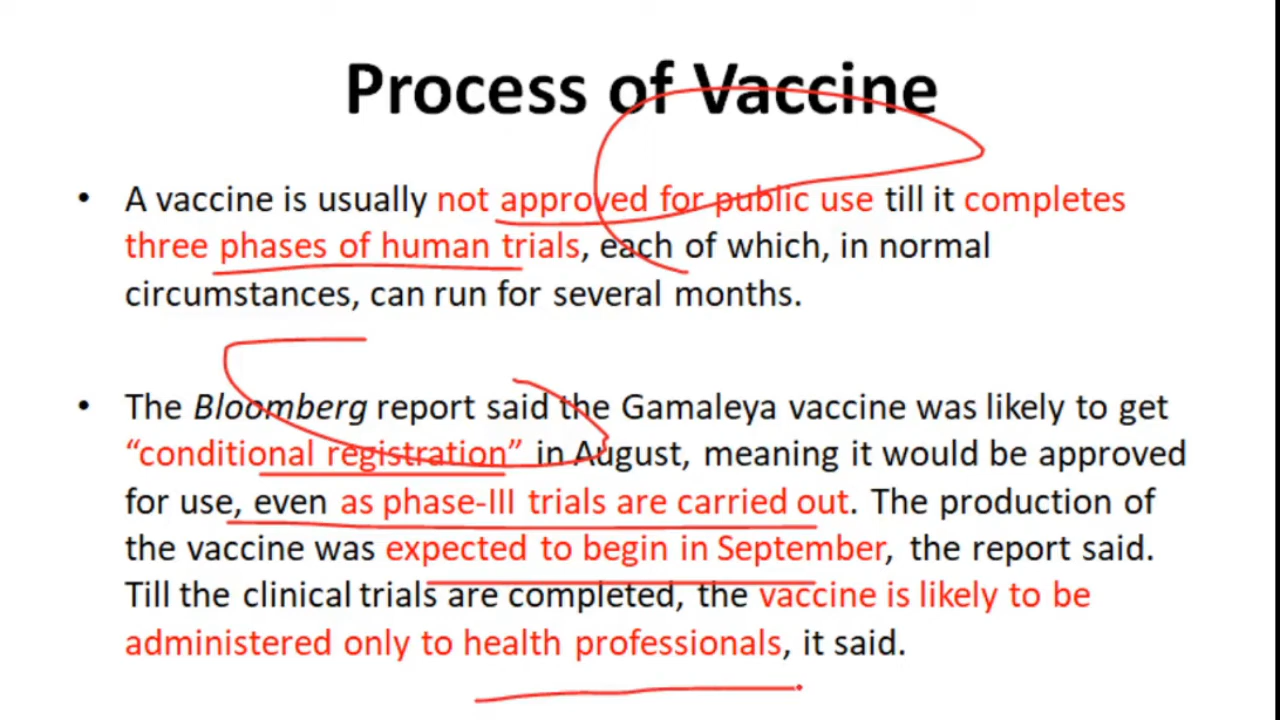 Process of Vaccine
• A vaccine is usually not approved for public use till it completes
three phases of human trials, each of which, in normal
circumstances, can run for several months.
• The Bloomberg report said the Gamaleya vaccine was likely to get
“conditional registration” in August, meaning it would be approved
for use, even as phase-III trials are carried out. The production of
the vaccine was expected to begin in September, the report said.
Till the clinical trials are completed, the vaccine is likely to be
administered only to health professionals, it said.